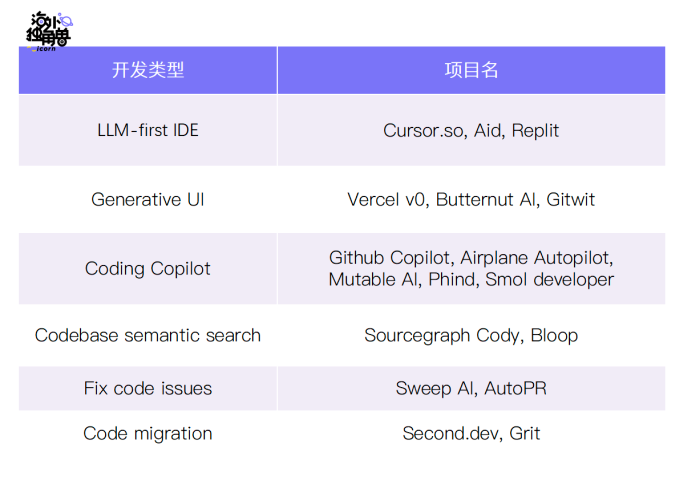 海外
独角兽
icorn
开发类型 项目名
LLM-first IDE Cursor.so, Aid, Replit
Generative UI Vercel v0, Butternut AI, Gitwit
Coding Copilot Github Copilot, Airplane Autopilot,
Mutable AI, Phind, Smol developer
Codebase semantic search Sourcegraph Cody, Bloop
Fix code issues Sweep AI, AutoPR
Code migration Second.dev, Grit